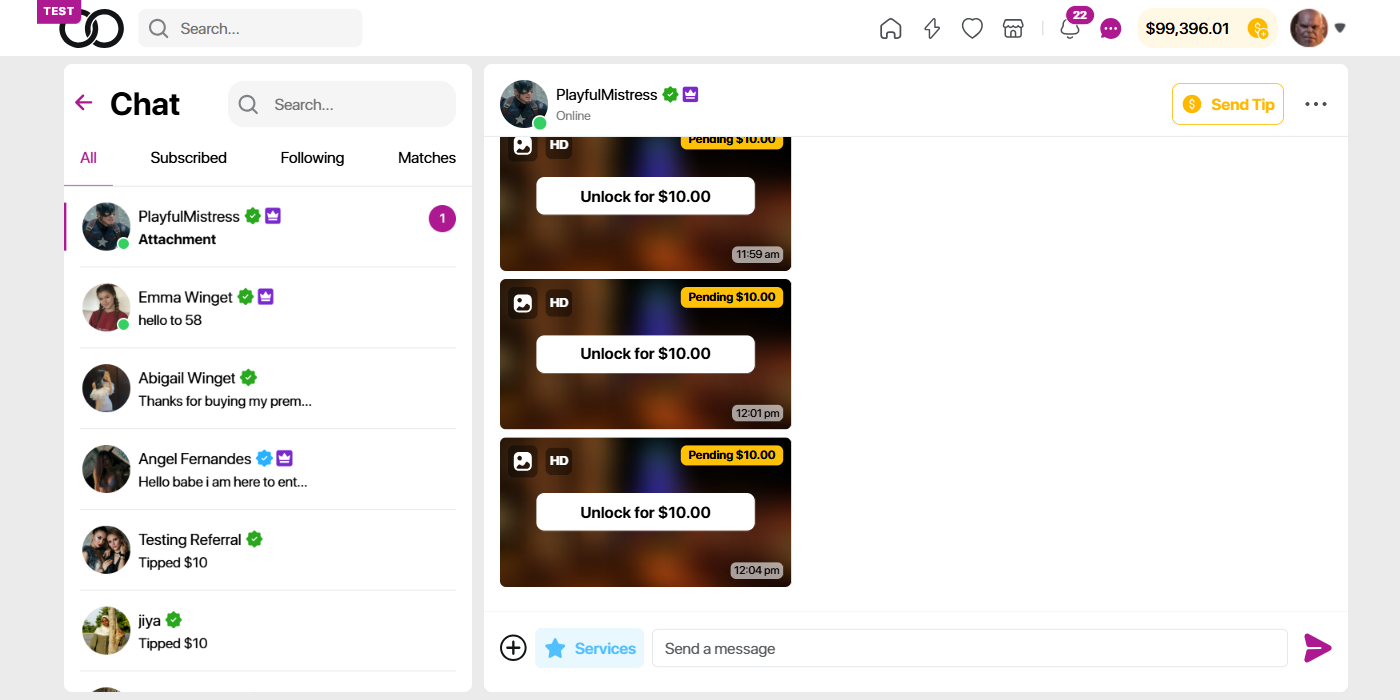 TEST
Search...
22
$99,396.01
Chat
Search...
All
Subscribed
Following
Matches
PlayfulMistress
Attachment
1
Emma Winget
hello to 58
Abigail Winget
Thanks for buying my prem...
Angel Fernandes
Hello babe i am here to ent...
Testing Referral
Tipped $10
jiya
Tipped $10
PlayfulMistress
Online
Send Tip
HD
Pending $10.00
Unlock for $10.00
11:59 am
HD
Pending $10.00
Unlock for $10.00
12:01 pm
HD
Pending $10.00
Unlock for $10.00
12:04 pm
Services
Send a message